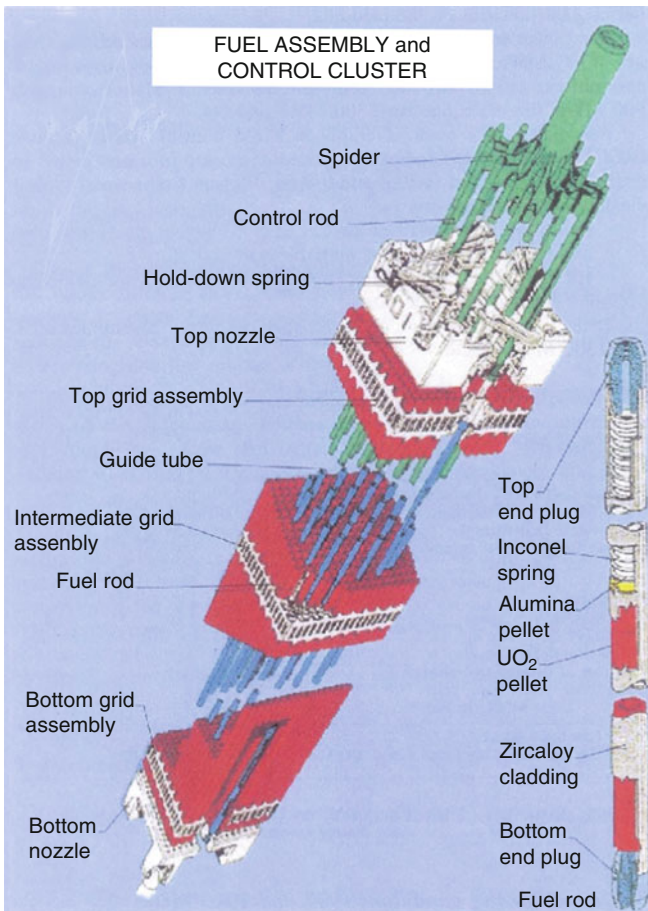 FUEL ASSEMBLY and
CONTROL CLUSTER
Spider
Control rod
Hold-down spring
Top nozzle
Top grid assembly
Guide tube
Intermediate grid
assenbly
Fuel rod
Bottom grid
assembly
Bottom
nozzle
Top
end plug
Inconel
spring
Alumina
pellet
UO₂
pellet
Zircaloy
cladding
Bottom
end plug
Fuel rod